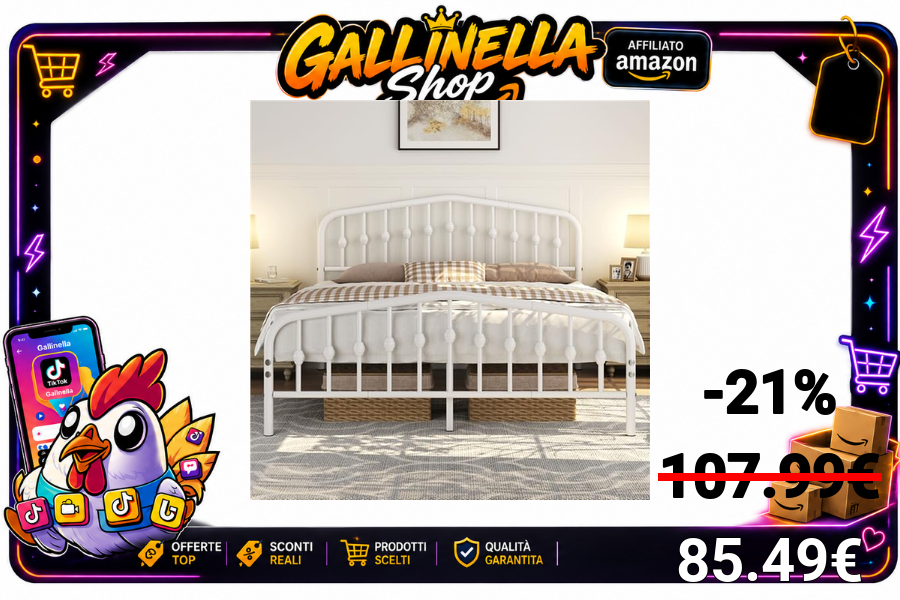 GALLINELLA
Shop
AFFILIATO
amazon
Gallinella
TikTok
Gallinella
-21%
107.99€
85.49€
OFFERTE
TOP
SCONTI
REALI
PRODOTTI
SCELTI
QUALITÀ
GARANTITA